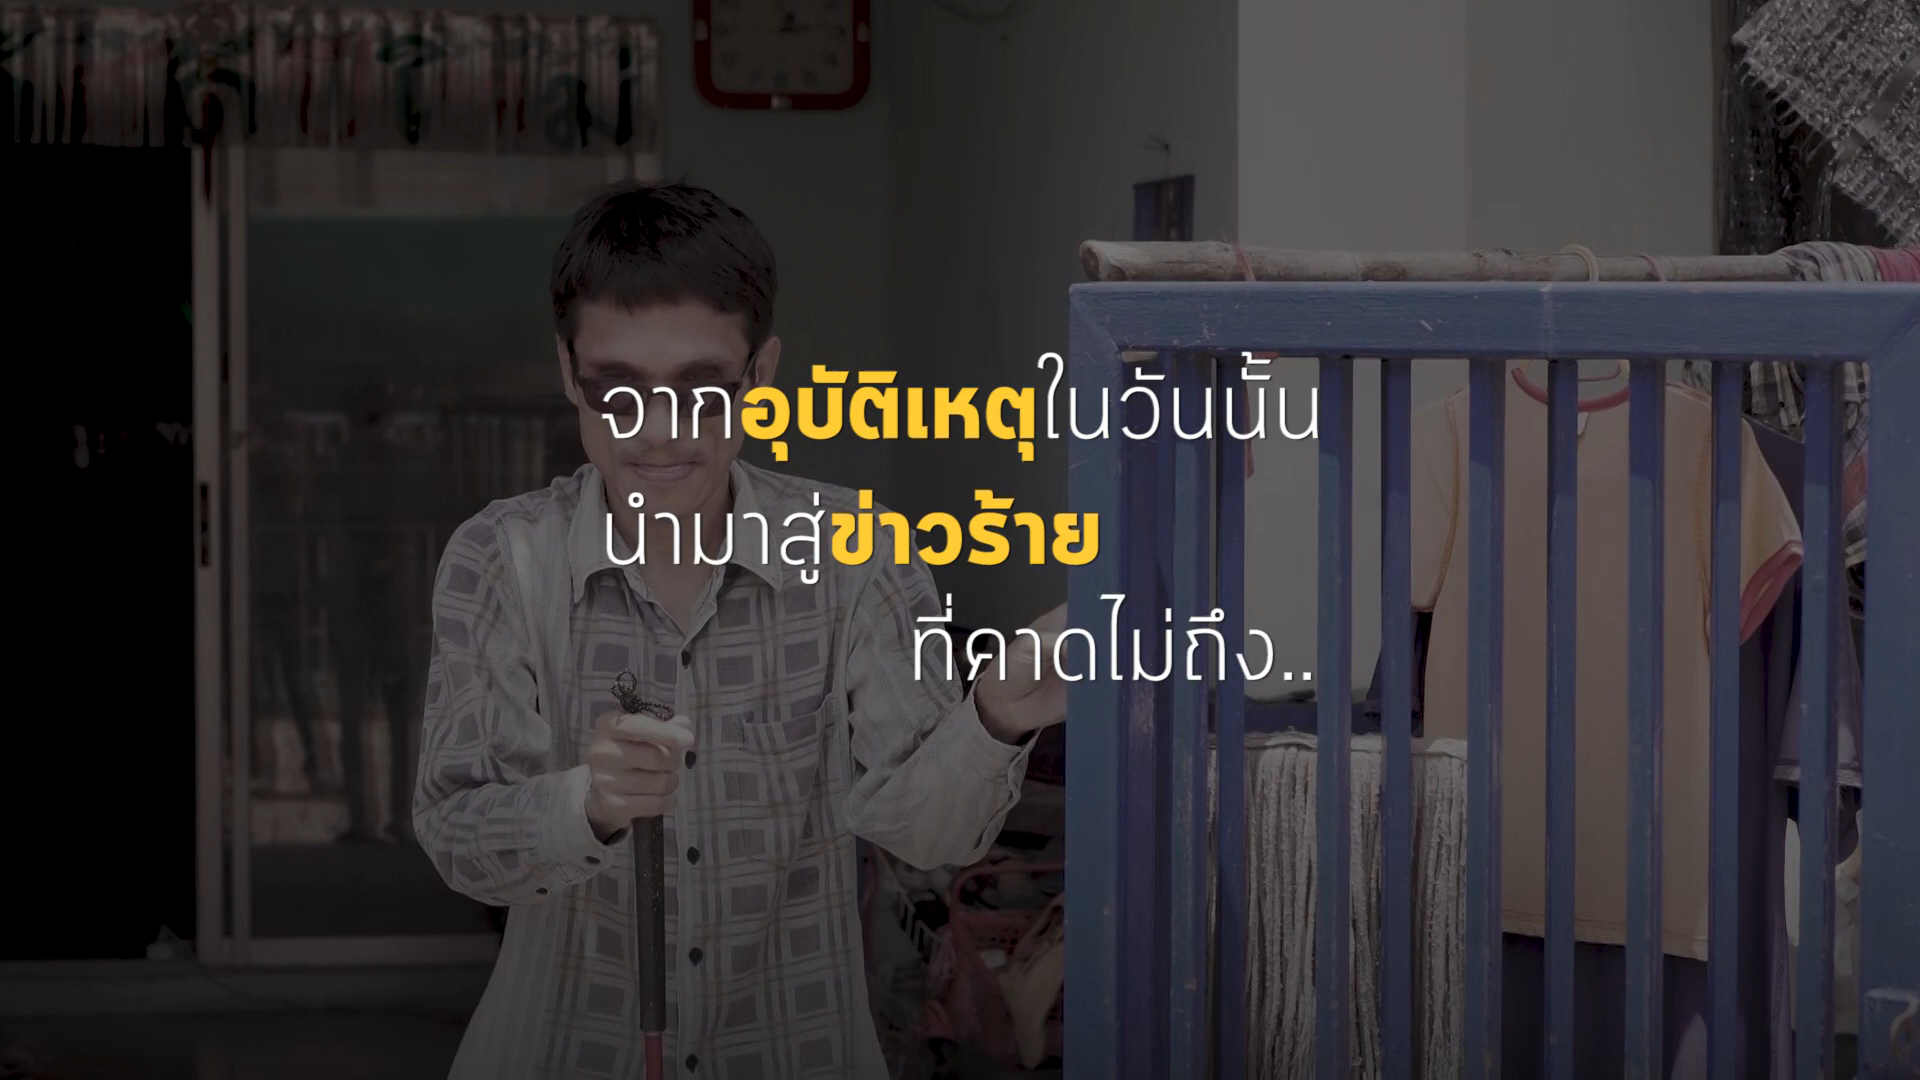 จากอุบัติเหตุในวันนั้น
นำมาสู่ข่าวร้าย
ที่คาดไม่ถึง..